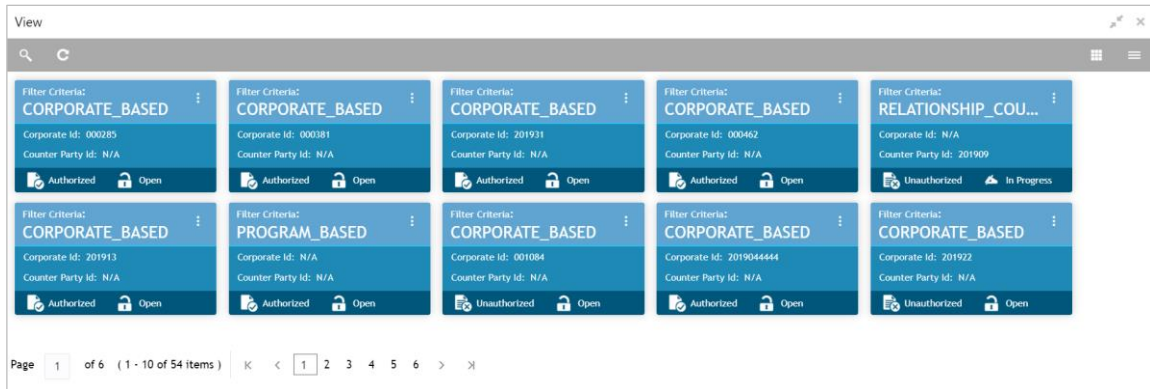 View
Filter Criteria:
CORPORATE_BASED
Corporate Id: 000285
Counter Party Id: N/A
Authorized Open
Filter Criteria:
CORPORATE_BASED
Corporate Id: 000381
Counter Party Id: N/A
Authorized Open
Filter Criteria:
CORPORATE_BASED
Corporate Id: 201931
Counter Party Id: N/A
Authorized Open
Filter Criteria:
CORPORATE_BASED
Corporate Id: 000462
Counter Party Id: N/A
Authorized Open
Filter Criteria:
RELATIONSHIP_COU...
Corporate Id: N/A
Counter Party Id: 201909
Unauthorized In Progress
Filter Criteria:
CORPORATE_BASED
Corporate Id: 201913
Counter Party Id: N/A
Authorized Open
Filter Criteria:
PROGRAM_BASED
Corporate Id: N/A
Counter Party Id: N/A
Authorized Open
Filter Criteria:
CORPORATE_BASED
Corporate Id: 001084
Counter Party Id: N/A
Unauthorized Open
Filter Criteria:
CORPORATE_BASED
Corporate Id: 2019044444
Counter Party Id: N/A
Authorized Open
Filter Criteria:
CORPORATE_BASED
Corporate Id: 201922
Counter Party Id: N/A
Unauthorized Open
Page 1 of 6 (1 - 10 of 54 items) 1 2 3 4 5 6